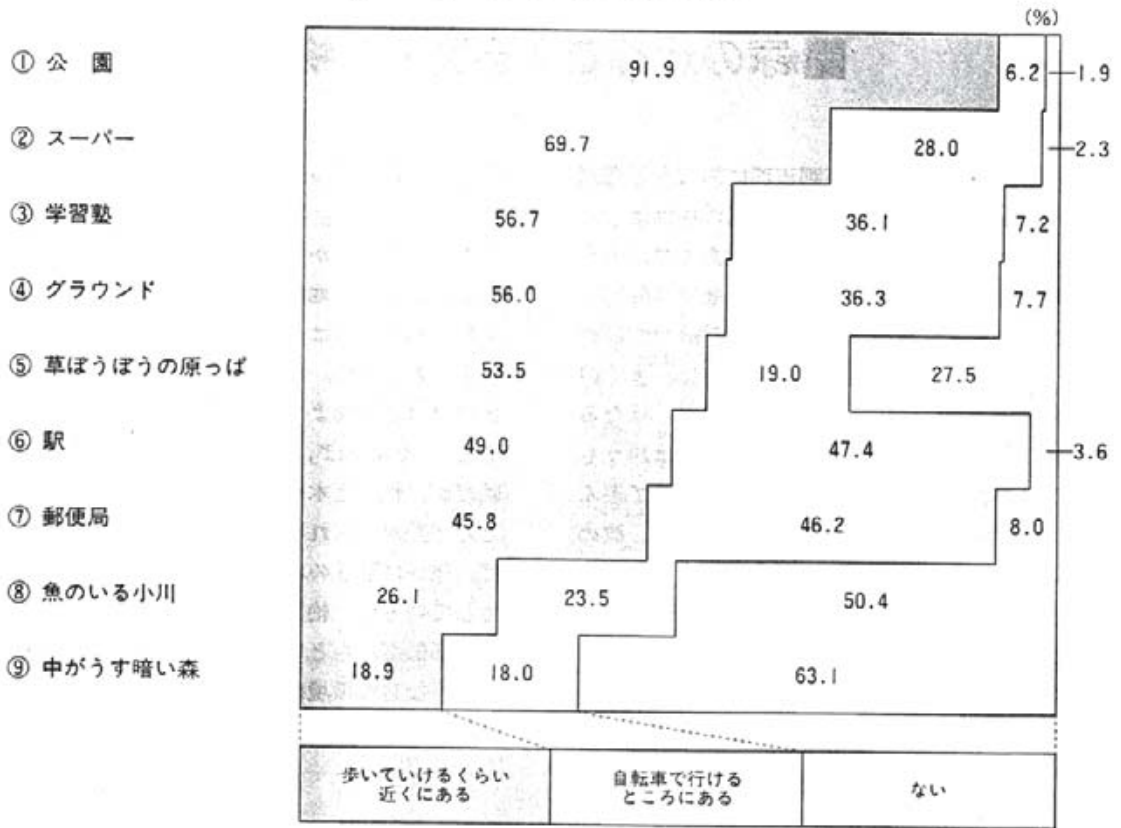 (%)
① 公園 91.9 6.2 1.9
② スーパー 69.7 28.0 2.3
③ 学習塾 56.7 36.1 7.2
④ グラウンド 56.0 36.3 7.7
⑤ 草ぼうぼうの原っぱ 53.5 19.0 27.5
⑥ 駅 49.0 47.4 3.6
⑦ 郵便局 45.8 46.2 8.0
⑧ 魚のいる小川 26.1 23.5 50.4
⑨ 中がうす暗い森 18.9 18.0 63.1
歩いていけるくらい
近くにある
自転車で行ける
ところにある
ない